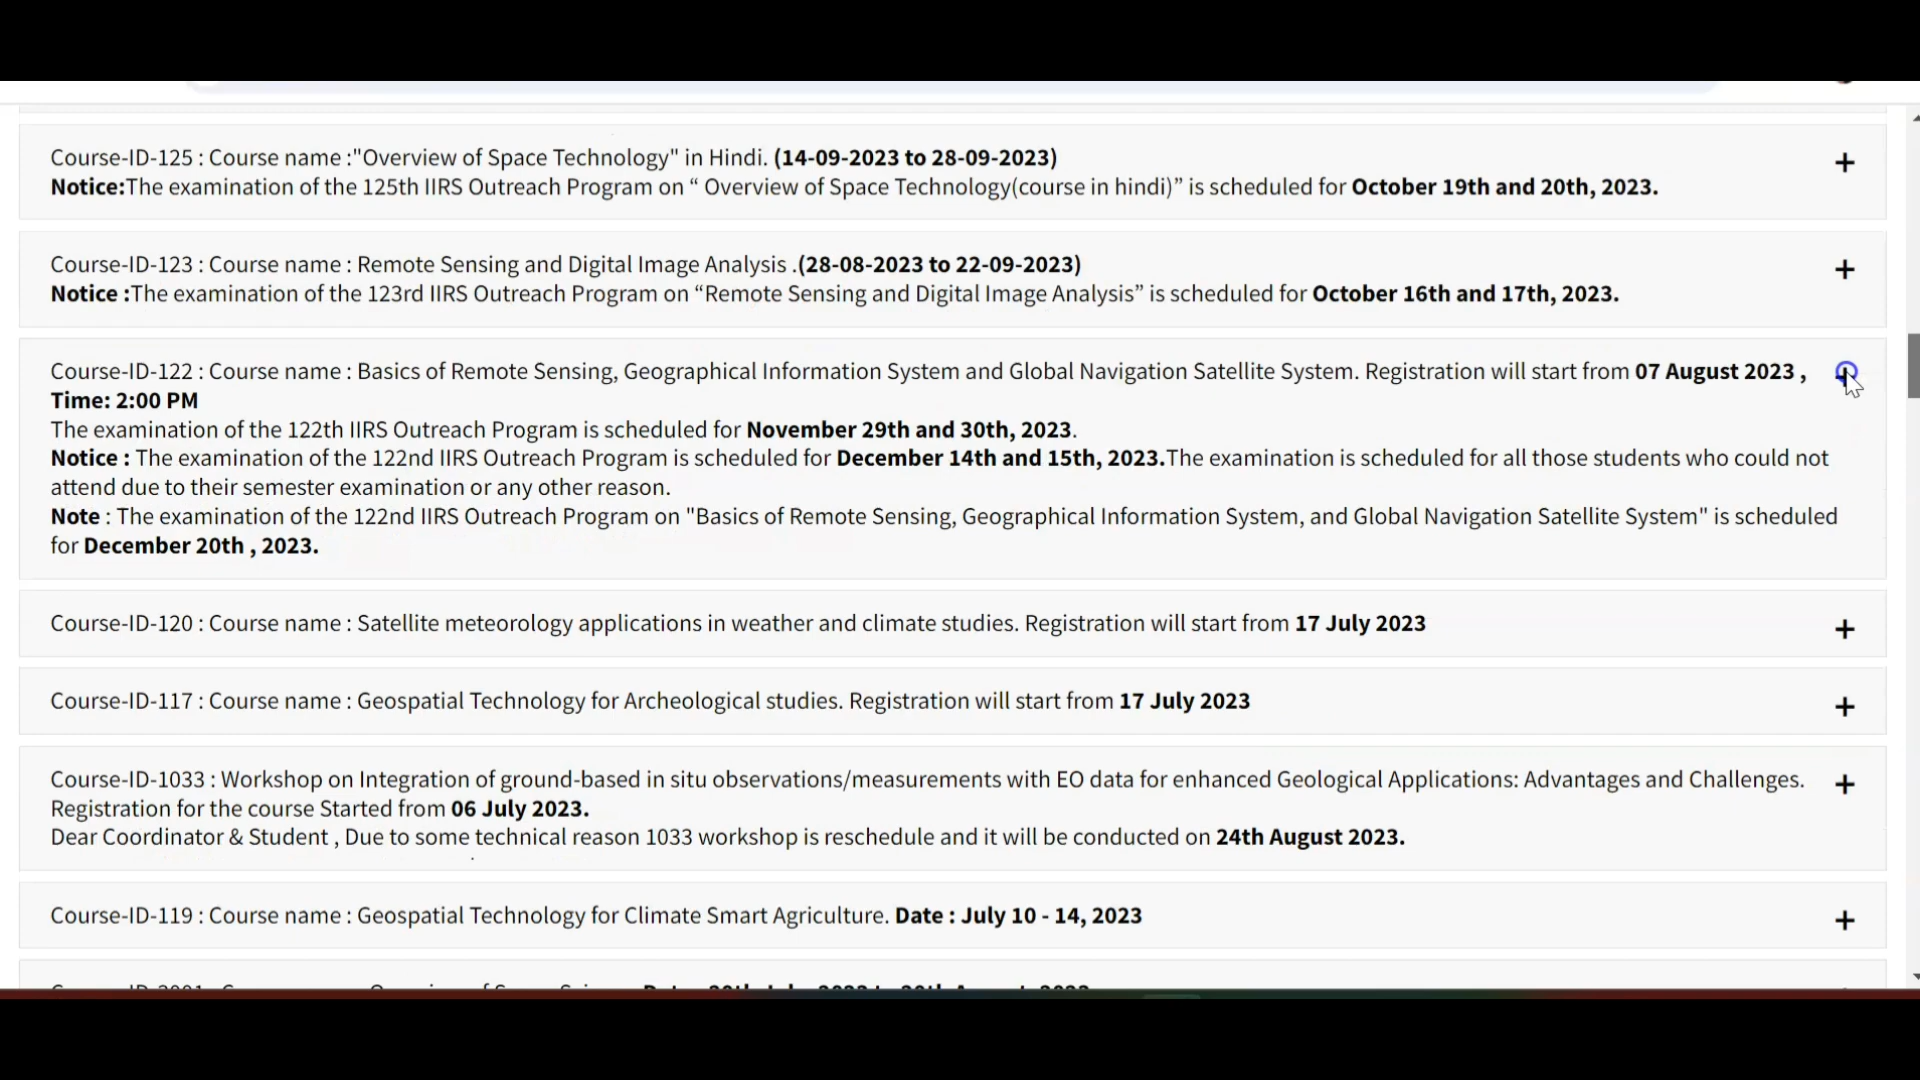 Course-ID-125 : Course name :"Overview of Space Technology" in Hindi. (14-09-2023 to 28-09-2023)
Notice:The examination of the 125th IIRS Outreach Program on “ Overview of Space Technology(course in hindi)” is scheduled for October 19th and 20th, 2023.
Course-ID-123 : Course name : Remote Sensing and Digital Image Analysis .(28-08-2023 to 22-09-2023)
Notice :The examination of the 123rd IIRS Outreach Program on “Remote Sensing and Digital Image Analysis” is scheduled for October 16th and 17th, 2023.
Course-ID-122 : Course name : Basics of Remote Sensing, Geographical Information System and Global Navigation Satellite System. Registration will start from 07 August 2023 ,
Time: 2:00 PM
The examination of the 122th IIRS Outreach Program is scheduled for November 29th and 30th, 2023.
Notice : The examination of the 122nd IIRS Outreach Program is scheduled for December 14th and 15th, 2023.The examination is scheduled for all those students who could not
attend due to their semester examination or any other reason.
Note : The examination of the 122nd IIRS Outreach Program on "Basics of Remote Sensing, Geographical Information System, and Global Navigation Satellite System" is scheduled
for December 20th , 2023.
Course-ID-120 : Course name : Satellite meteorology applications in weather and climate studies. Registration will start from 17 July 2023
Course-ID-117 : Course name : Geospatial Technology for Archeological studies. Registration will start from 17 July 2023
Course-ID-1033 : Workshop on Integration of ground-based in situ observations/measurements with EO data for enhanced Geological Applications: Advantages and Challenges.
Registration for the course Started from 06 July 2023.
Dear Coordinator & Student , Due to some technical reason 1033 workshop is reschedule and it will be conducted on 24th August 2023.
Course-ID-119 : Course name : Geospatial Technology for Climate Smart Agriculture. Date : July 10 - 14, 2023